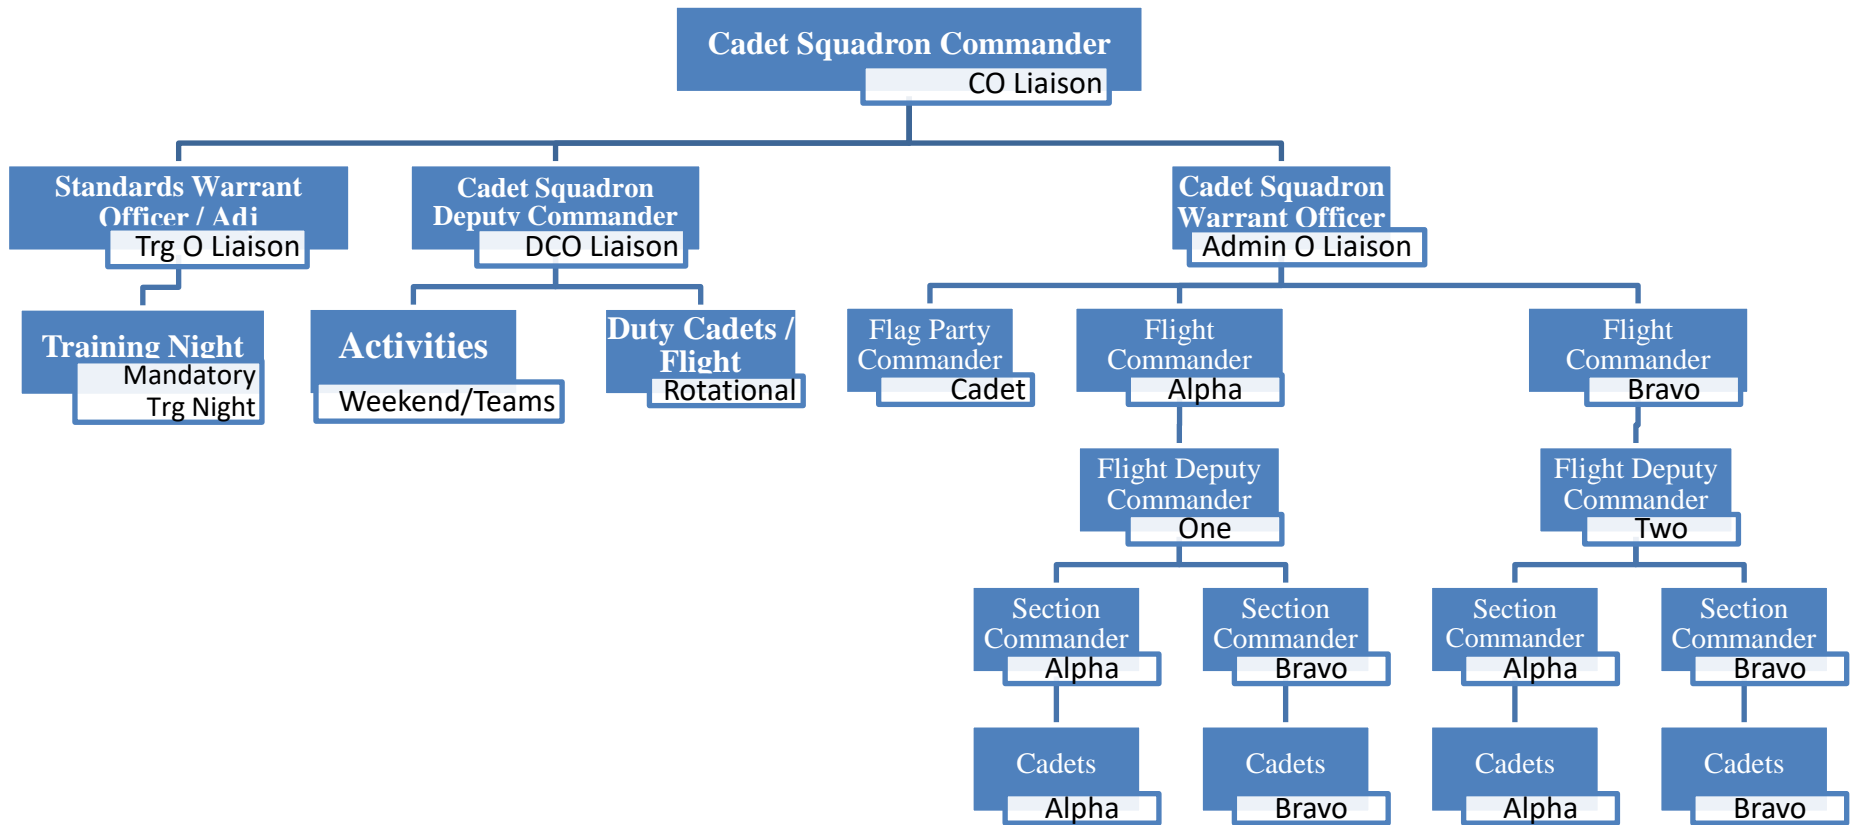 Cadet Squadron Commander
CO Liaison
Standards Warrant
Officer / Adj
Trg O Liaison
Cadet Squadron
Deputy Commander
DCO Liaison
Cadet Squadron
Warrant Officer
Admin O Liaison
Training Night
Mandatory
Trg Night
Activities
Weekend/Teams
Duty Cadets /
Flight
Rotational
Flag Party
Commander
Cadet
Flight
Commander
Alpha
Flight
Commander
Bravo
Flight Deputy
Commander
One
Flight Deputy
Commander
Two
Section
Commander
Alpha
Section
Commander
Bravo
Section
Commander
Alpha
Section
Commander
Bravo
Cadets
Alpha
Cadets
Bravo
Cadets
Alpha
Cadets
Bravo